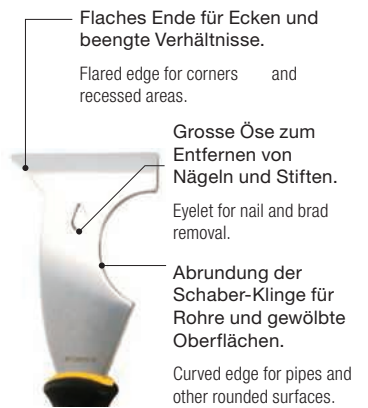 Flaches Ende für Ecken und
beengte Verhältnisse.
Flared edge for corners and
recessed areas.
Grosse Öse zum
Entfernen von
Nägeln und Stiften.
Eyelet for nail and brad
removal.
Abrundung der
Schaber-Klinge für
Rohre und gewölbte
Oberflächen.
Curved edge for pipes and
other rounded surfaces.